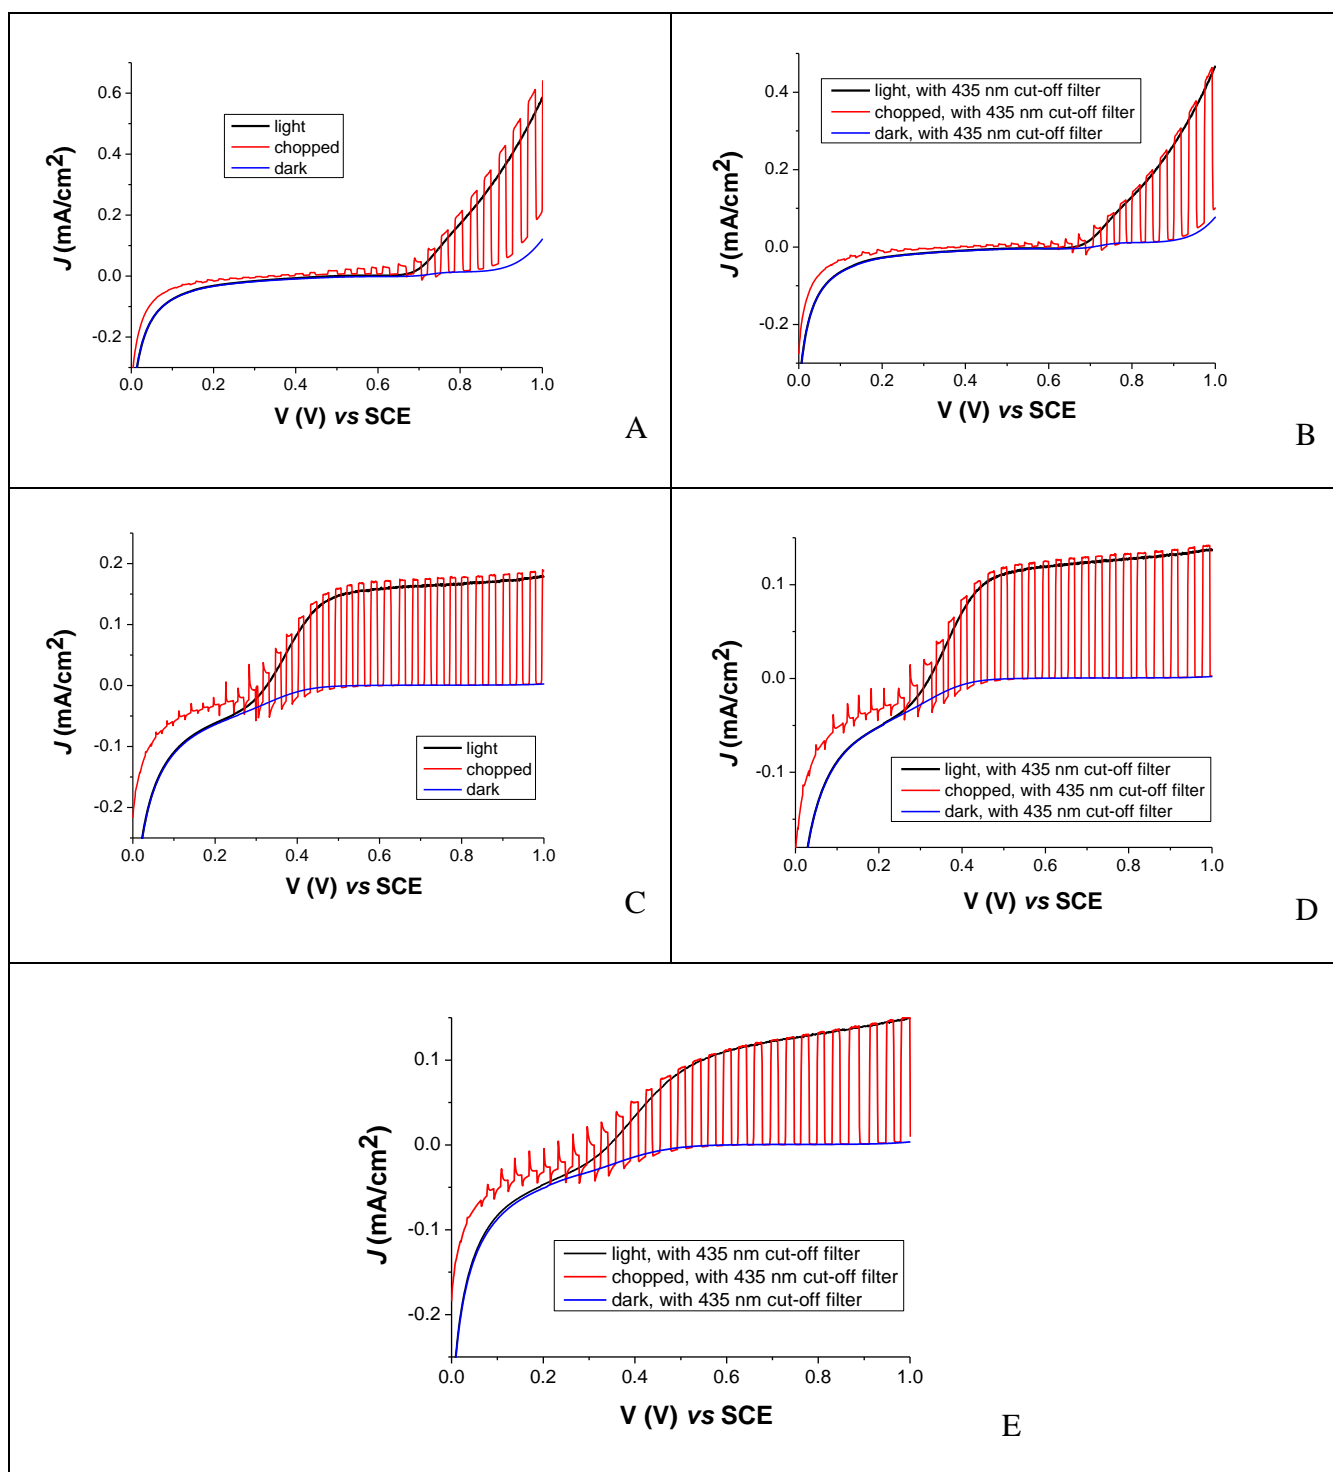 0.6
0.4
0.2
0.0
-0.2
0.0 0.2 0.4 0.6 0.8 1.0
J (mA/cm²)
V (V) vs SCE
light
chopped
dark
A
0.4
0.2
0.0
-0.2
0.0 0.2 0.4 0.6 0.8 1.0
J (mA/cm²)
V (V) vs SCE
light, with 435 nm cut-off filter
chopped, with 435 nm cut-off filter
dark, with 435 nm cut-off filter
B
0.2
0.1
0.0
-0.1
-0.2
0.0 0.2 0.4 0.6 0.8 1.0
J (mA/cm²)
V (V) vs SCE
light
chopped
dark
C
0.1
0.0
-0.1
0.0 0.2 0.4 0.6 0.8 1.0
J (mA/cm²)
V (V) vs SCE
light, with 435 nm cut-off filter
chopped, with 435 nm cut-off filter
dark, with 435 nm cut-off filter
D
0.1
0.0
-0.1
-0.2
0.0 0.2 0.4 0.6 0.8 1.0
J (mA/cm²)
V (V) vs SCE
light, with 435 nm cut-off filter
chopped, with 435 nm cut-off filter
dark, with 435 nm cut-off filter
E